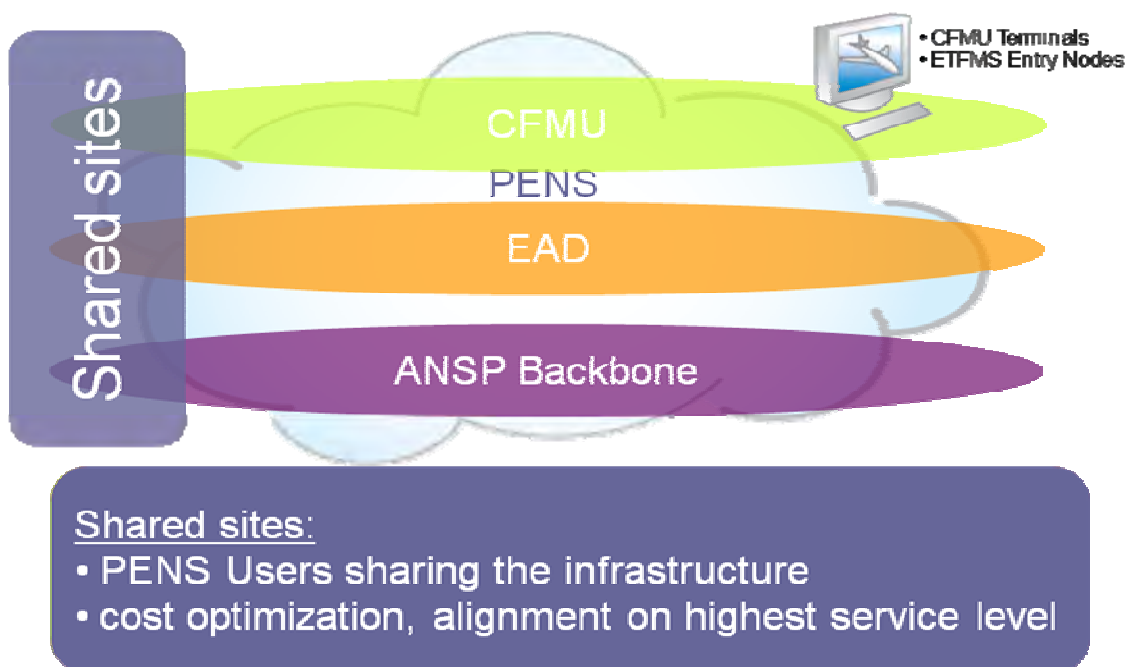 Shared sites
• CFMU Terminals
• ETFMS Entry Nodes
CFMU
PENS
EAD
ANSP Backbone
Shared sites:
• PENS Users sharing the infrastructure
• cost optimization, alignment on highest service level